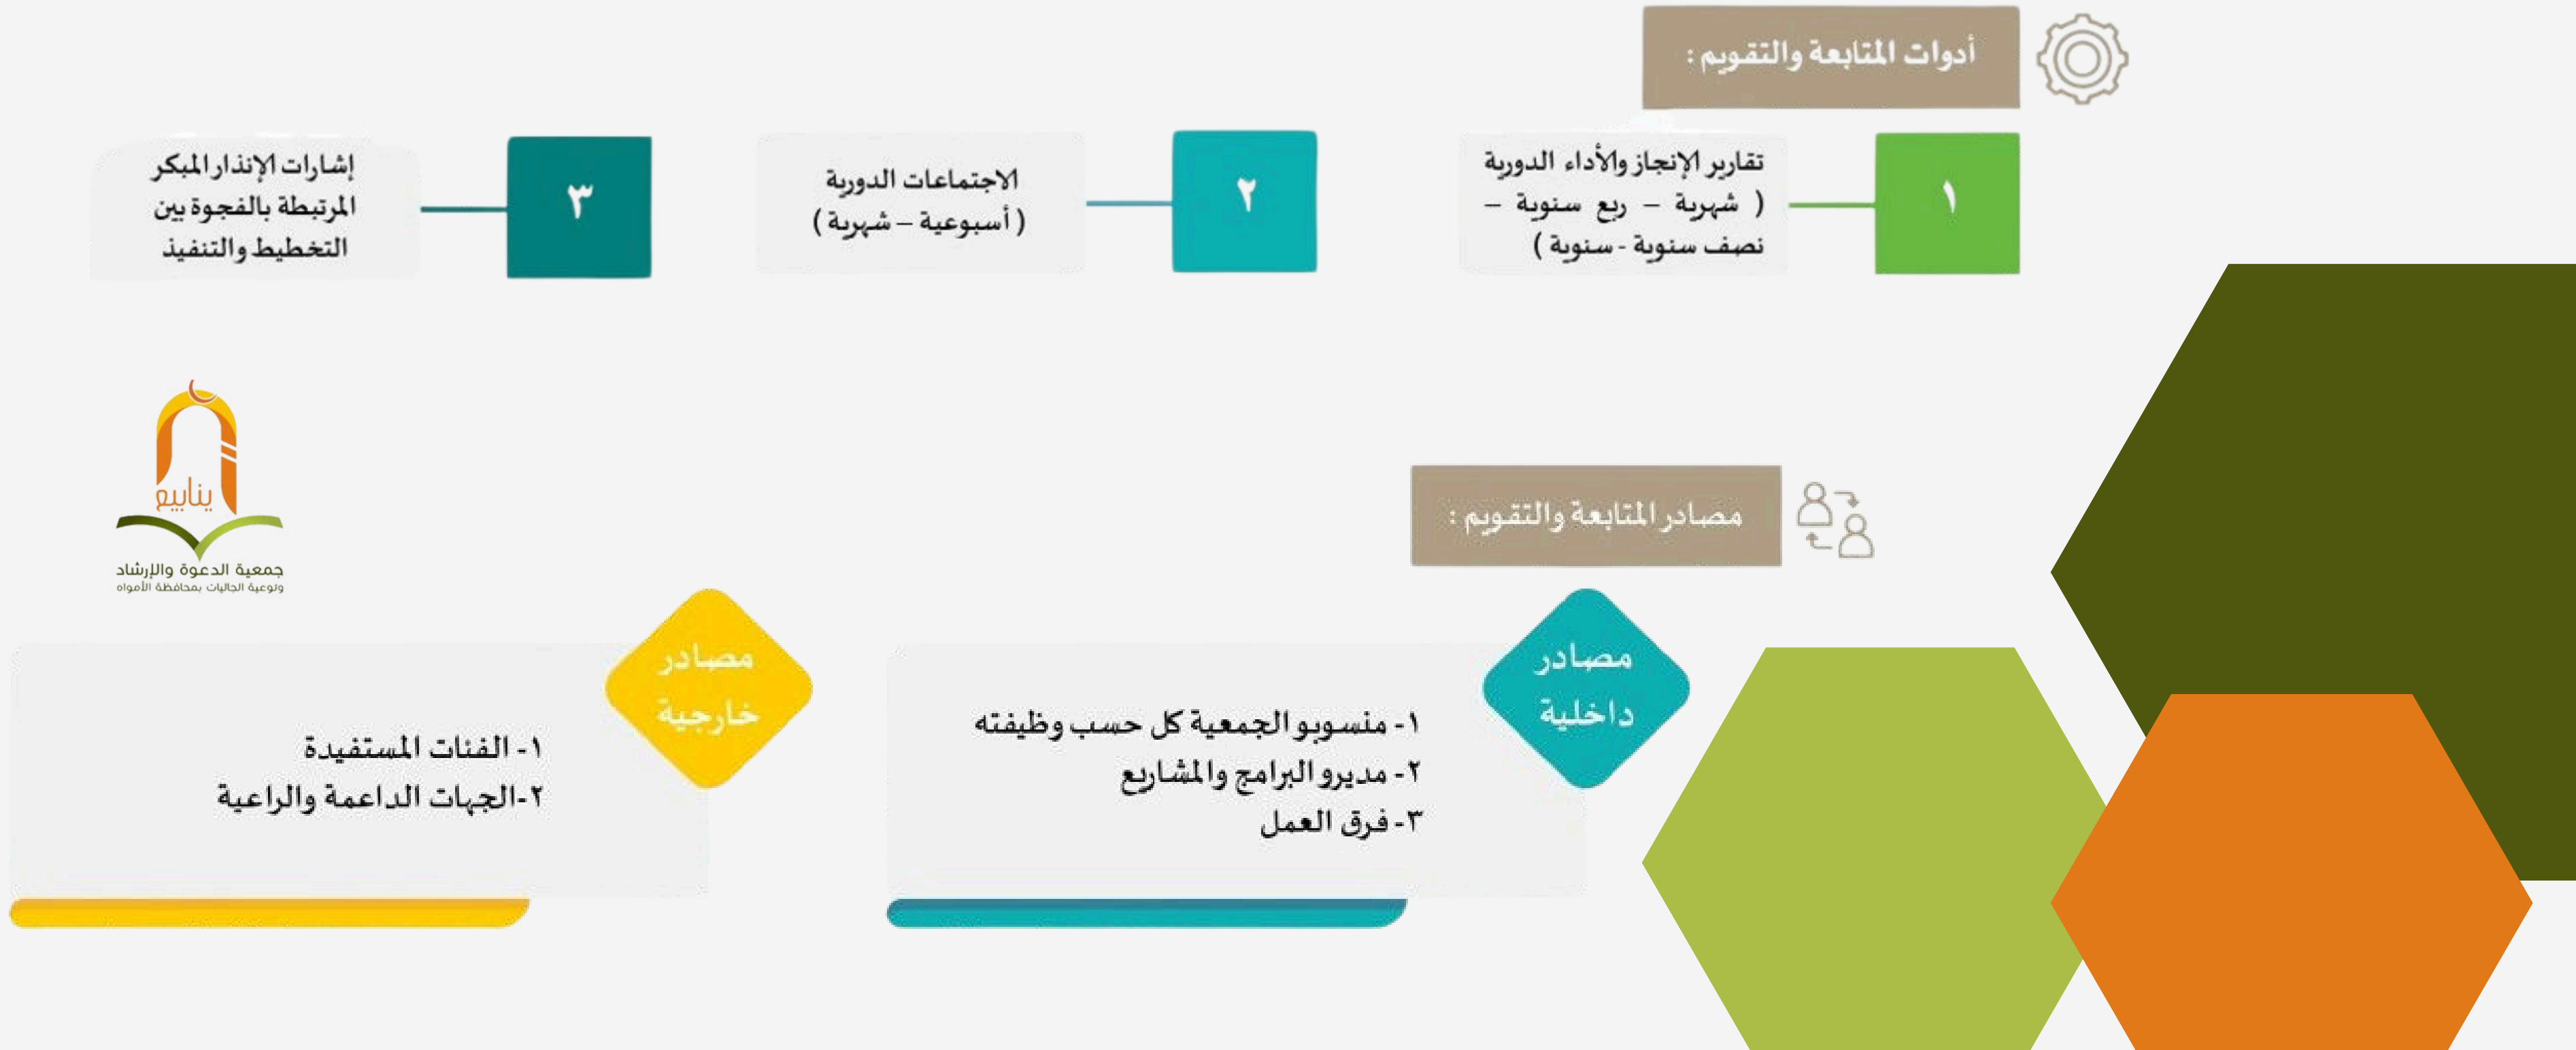 أدوات المتابعة والتقويم :
١
تقارير الإنجاز والأداء الدورية
( شهرية – ربع سنوية –
نصف سنوية - سنوية )
٢
الاجتماعات الدورية
( أسبوعية – شهرية )
٣
إشارات الإنذار المبكر
المرتبطة بالفجوة بين
التخطيط والتنفيذ
ينابيع
جمعية الدعوة والإرشاد
وتوعية الجاليات بمحافظة الأمواه
مصادر المتابعة والتقويم :
مصادر
داخلية
١- منسوبو الجمعية كل حسب وظيفته
٢- مديرو البرامج والمشاريع
٣- فرق العمل
مصادر
خارجية
١- الفئات المستفيدة
٢-الجهات الداعمة والراعية